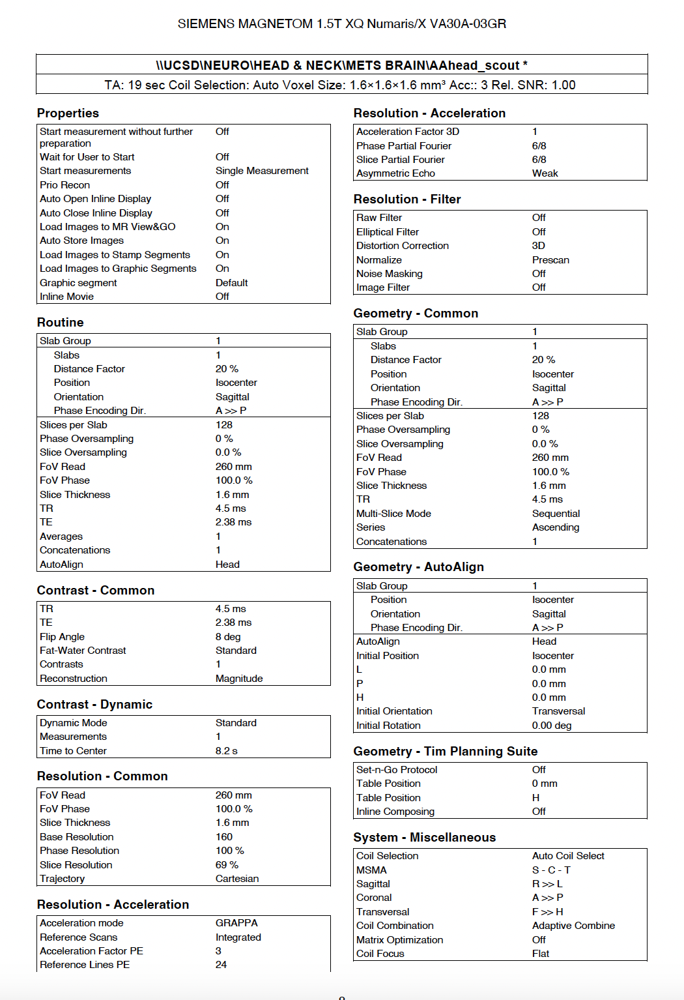 SIEMENS MAGNETOM 1.5T XQ Numaris/X VA30A-03GR
\\UCSD\NEURO\HEAD & NECK\METS BRAIN\AAhead_scout *
TA: 19 sec Coil Selection: Auto Voxel Size: 1.6×1.6×1.6 mm³ Acc:: 3 Rel. SNR: 1.00
Properties
Start measurement without further Off
preparation
Wait for User to Start Off
Start measurements Single Measurement
Prio Recon Off
Auto Open Inline Display Off
Auto Close Inline Display Off
Load Images to MR View&GO On
Auto Store Images On
Load Images to Stamp Segments On
Load Images to Graphic Segments On
Graphic segment Default
Inline Movie Off
Routine
Slab Group 1
Slabs 1
Distance Factor 20 %
Position Isocenter
Orientation Sagittal
Phase Encoding Dir. A >> P
Slices per Slab 128
Phase Oversampling 0 %
Slice Oversampling 0.0 %
FoV Read 260 mm
FoV Phase 100.0 %
Slice Thickness 1.6 mm
TR 4.5 ms
TE 2.38 ms
Averages 1
Concatenations 1
AutoAlign Head
Contrast - Common
TR 4.5 ms
TE 2.38 ms
Flip Angle 8 deg
Fat-Water Contrast Standard
Contrasts 1
Reconstruction Magnitude
Contrast - Dynamic
Dynamic Mode Standard
Measurements 1
Time to Center 8.2 s
Resolution - Common
FoV Read 260 mm
FoV Phase 100.0 %
Slice Thickness 1.6 mm
Base Resolution 160
Phase Resolution 100 %
Slice Resolution 69 %
Trajectory Cartesian
Resolution - Acceleration
Acceleration mode GRAPPA
Reference Scans Integrated
Acceleration Factor PE 3
Reference Lines PE 24
Resolution - Acceleration
Acceleration Factor 3D 1
Phase Partial Fourier 6/8
Slice Partial Fourier 6/8
Asymmetric Echo Weak
Resolution - Filter
Raw Filter Off
Elliptical Filter Off
Distortion Correction 3D
Normalize Prescan
Noise Masking Off
Image Filter Off
Geometry - Common
Slab Group 1
Slabs 1
Distance Factor 20 %
Position Isocenter
Orientation Sagittal
Phase Encoding Dir. A >> P
Slices per Slab 128
Phase Oversampling 0 %
Slice Oversampling 0.0 %
FoV Read 260 mm
FoV Phase 100.0 %
Slice Thickness 1.6 mm
TR 4.5 ms
Multi-Slice Mode Sequential
Series Ascending
Concatenations 1
Geometry - AutoAlign
Slab Group 1
Position Isocenter
Orientation Sagittal
Phase Encoding Dir. A >> P
AutoAlign Head
Initial Position Isocenter
L 0.0 mm
P 0.0 mm
H 0.0 mm
Initial Orientation Transversal
Initial Rotation 0.00 deg
Geometry - Tim Planning Suite
Set-n-Go Protocol Off
Table Position 0 mm
Table Position H
Inline Composing Off
System - Miscellaneous
Coil Selection Auto Coil Select
MSMA S - C - T
Sagittal R >> L
Coronal A >> P
Transversal F >> H
Coil Combination Adaptive Combine
Matrix Optimization Off
Coil Focus Flat